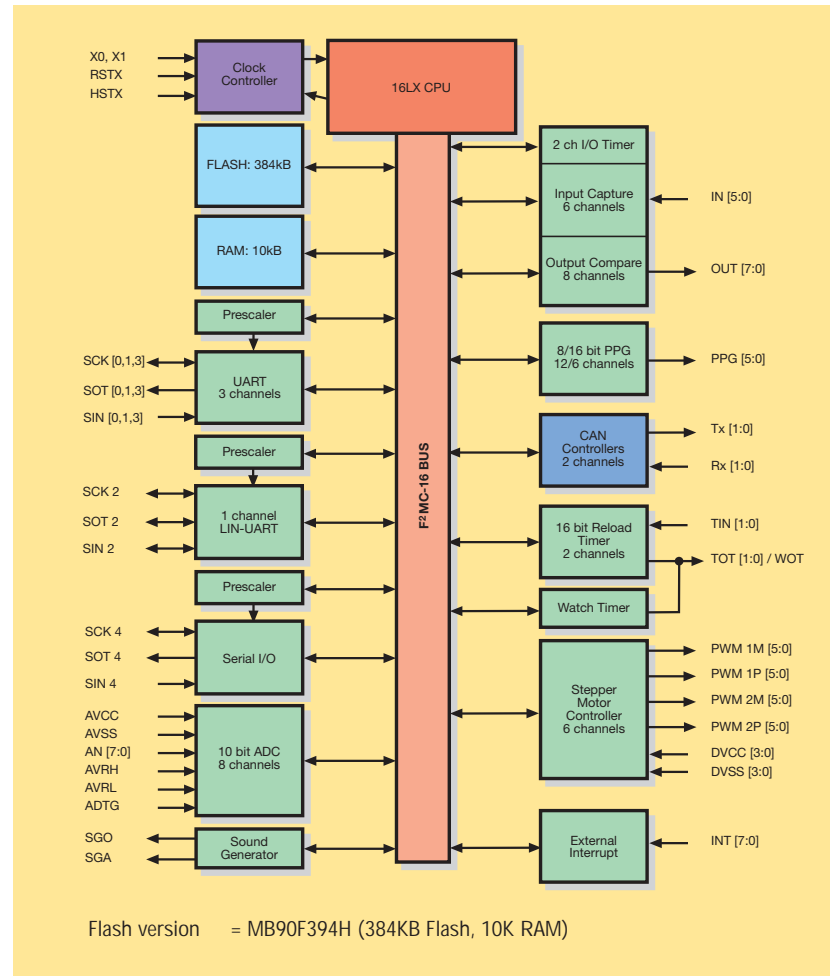 X0, X1
RSTX
HSTX
Clock
Controller
16LX CPU
FLASH: 384kB
RAM: 10kB
Prescaler
SCK [0,1,3]
SOT [0,1,3]
SIN [0,1,3]
UART
3 channels
Prescaler
SCK 2
SOT 2
SIN 2
1 channel
LIN-UART
Prescaler
SCK 4
SOT 4
SIN 4
Serial I/O
AVCC
AVSS
AN [7:0]
AVRH
AVRL
ADTG
10 bit ADC
8 channels
SGO
SGA
Sound
Generator
F²MC-16 BUS
2 ch I/O Timer
Input Capture
6 channels
IN [5:0]
Output Compare
8 channels
OUT [7:0]
8/16 bit PPG
12/6 channels
PPG [5:0]
CAN
Controllers
2 channels
Tx [1:0]
Rx [1:0]
16 bit Reload
Timer
2 channels
TIN [1:0]
TOT [1:0] / WOT
Watch Timer
Stepper
Motor
Controller
6 channels
PWM 1M [5:0]
PWM 1P [5:0]
PWM 2M [5:0]
PWM 2P [5:0]
DVCC [3:0]
DVSS [3:0]
External
Interrupt
INT [7:0]
Flash version = MB90F394H (384KB Flash, 10K RAM)